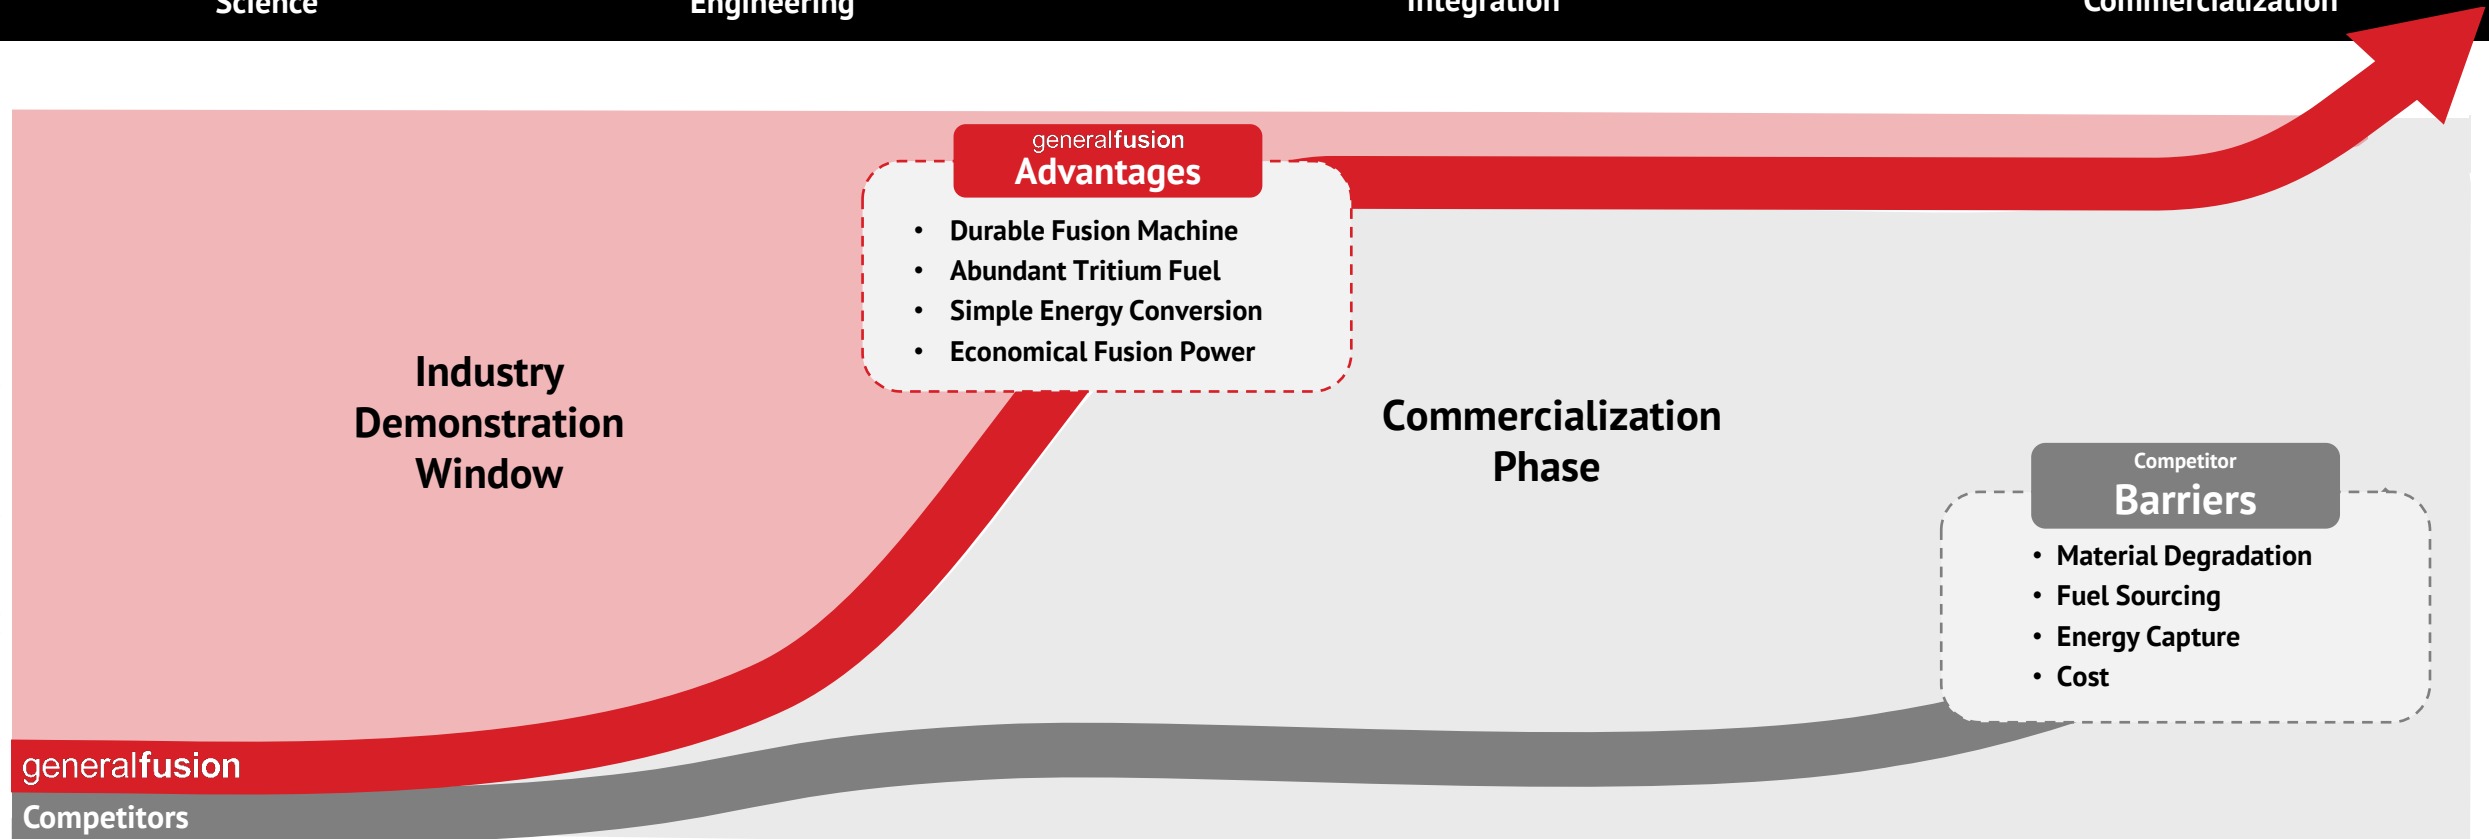 Science
Engineering
Integration
Commercialization
generalfusion
Advantages
• Durable Fusion Machine
• Abundant Tritium Fuel
• Simple Energy Conversion
• Economical Fusion Power
Industry
Demonstration
Window
Commercialization
Phase
Competitor
Barriers
• Material Degradation
• Fuel Sourcing
• Energy Capture
• Cost
generalfusion
Competitors